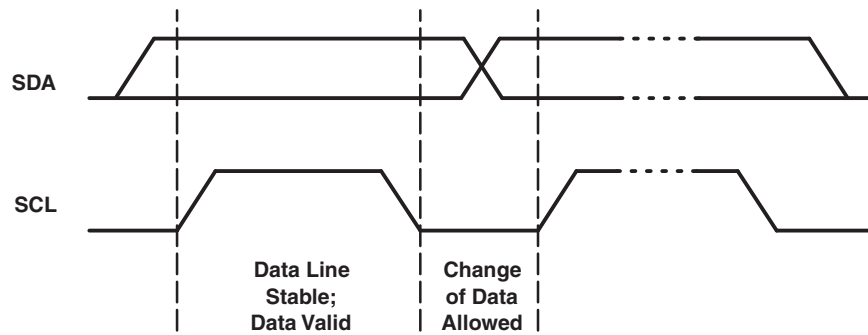 SDA
SCL
Data Line
Stable;
Data Valid
Change
of Data
Allowed